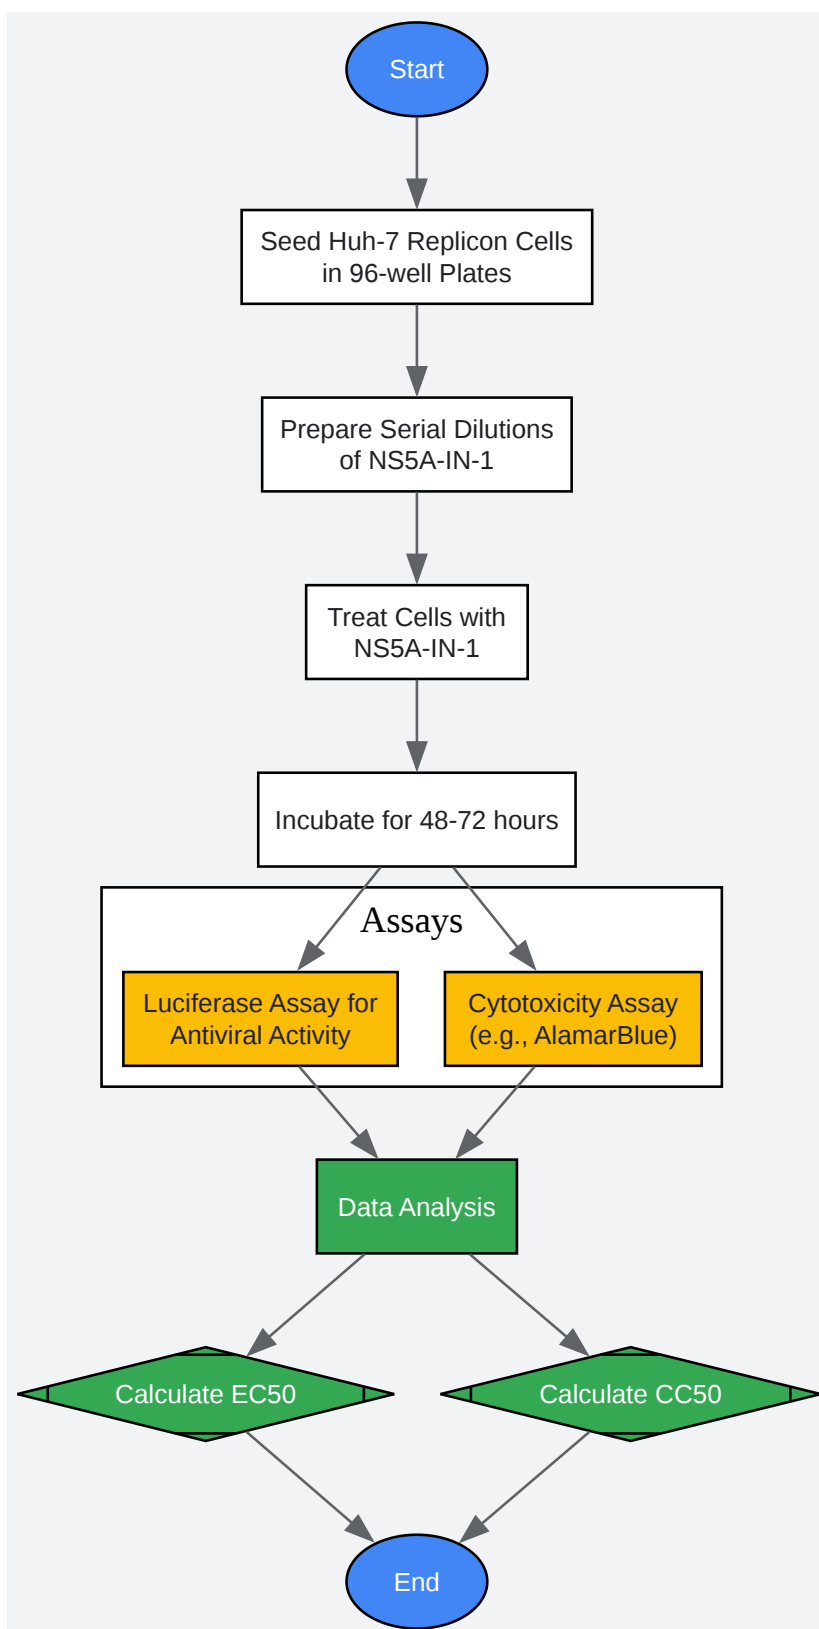 Start
Seed Huh-7 Replicon Cells
in 96-well Plates
Prepare Serial Dilutions
of NS5A-IN-1
Treat Cells with
NS5A-IN-1
Incubate for 48-72 hours
Assays
Luciferase Assay for
Antiviral Activity
Cytotoxicity Assay
(e.g., AlamarBlue)
Data Analysis
Calculate EC50
Calculate CC50
End